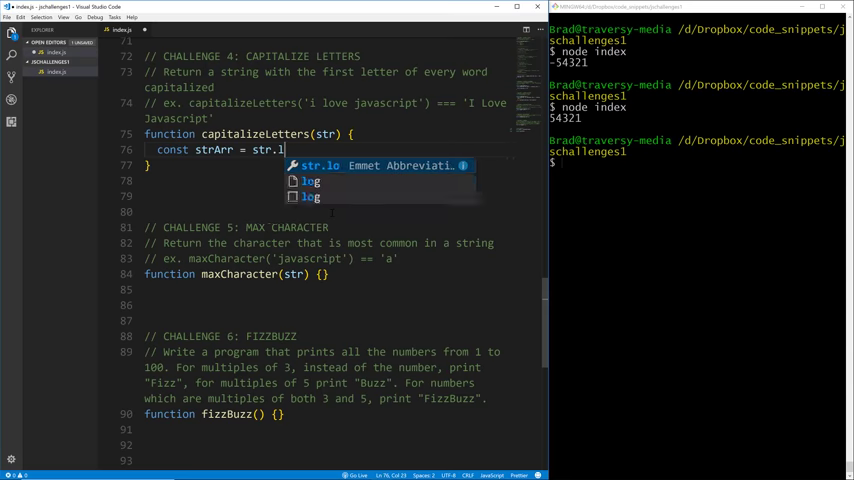 index.js - Visual Studio Code
File Edit Selection View Go Debug Tasks Help
EXPLORER
OPEN EDITORS 1 UNSAVED
index.js
JSCHALLENGES1
index.js
index.js
71
72 // CHALLENGE 4: CAPITALIZE LETTERS
73 // Return a string with the first letter of every word
capitalized
74 // ex. capitalizeLetters('i love javascript') === 'I Love
Javascript'
75 function capitalizeLetters(str) {
76 const strArr = str.l
77 }
str.lo Emmet Abbreviati…
log
log
78
79
80
81 // CHALLENGE 5: MAX CHARACTER
82 // Return the character that is most common in a string
83 // ex. maxCharacter('javascript') == 'a'
84 function maxCharacter(str) {}
85
86
87
88 // CHALLENGE 6: FIZZBUZZ
89 // Write a program that prints all the numbers from 1 to
100. For multiples of 3, instead of the number, print
"Fizz", for multiples of 5 print "Buzz". For numbers
which are multiples of both 3 and 5, print "FizzBuzz".
90 function fizzBuzz() {}
91
92
93
0 0
Go Live Ln 76, Col 23 Spaces: 2 UTF-8 CRLF JavaScript Prettier
MINGW64:/d/Dropbox/code_snippets/jschallenges1
Brad@traversy-media /d/Dropbox/code_snippets/j
schallenges1
$ node index
-54321
Brad@traversy-media /d/Dropbox/code_snippets/j
schallenges1
$ node index
54321
Brad@traversy-media /d/Dropbox/code_snippets/j
schallenges1
$